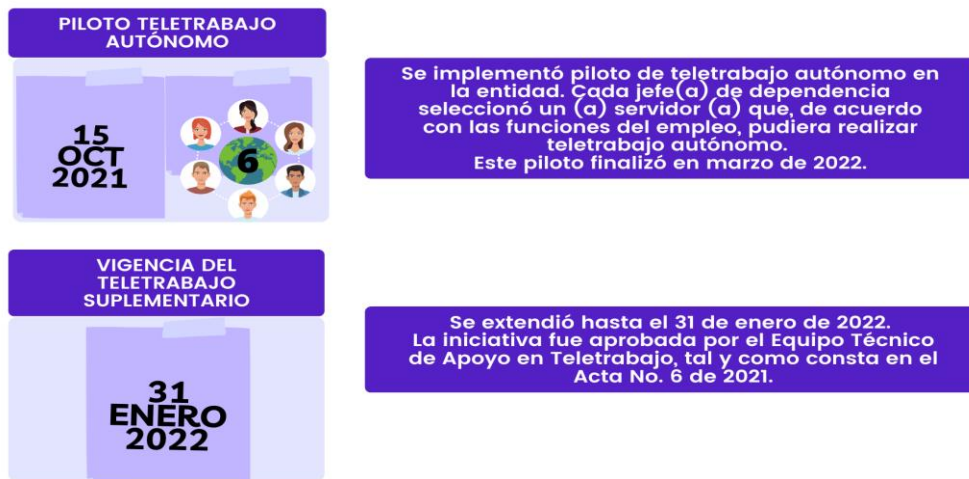 PILOTO TELETRABAJO
AUTÓNOMO
15
OCT
2021
6
Se implementó piloto de teletrabajo autónomo en
la entidad. Cada jefe(a) de dependencia
seleccionó un (a) servidor (a) que, de acuerdo
con las funciones del empleo, pudiera realizar
teletrabajo autónomo.
Este piloto finalizó en marzo de 2022.
VIGENCIA DEL
TELETRABAJO
SUPLEMENTARIO
31
ENERO
2022
Se extendió hasta el 31 de enero de 2022.
La iniciativa fue aprobada por el Equipo Técnico
de Apoyo en Teletrabajo, tal y como consta en el
Acta No. 6 de 2021.